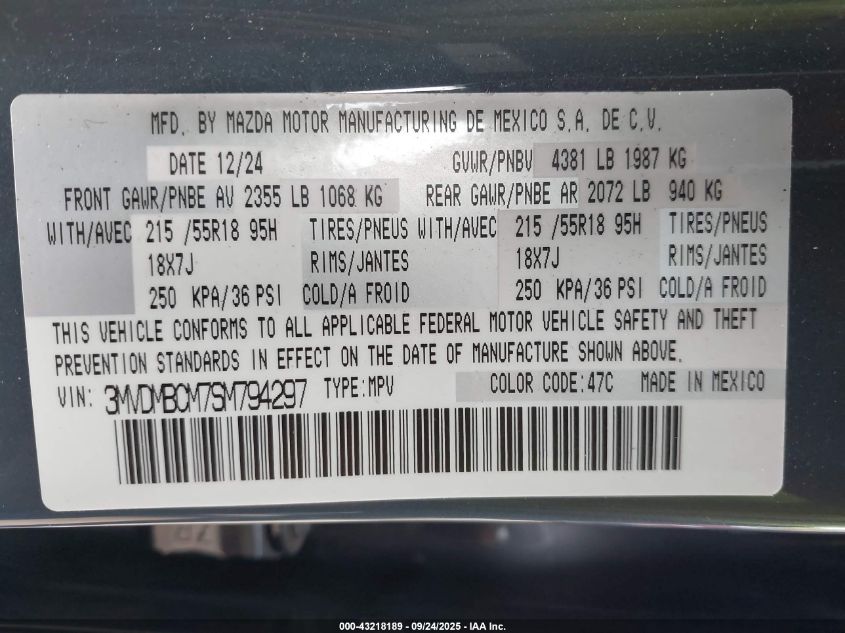 MFD. BY MAZDA MOTOR MANUFACTURING DE MEXICO S.A. DE C.V.
DATE 12/24 GVWR/PNBV 4381 LB 1987 KG
FRONT GAWR/PNBE AV 2355 LB 1068 KG REAR GAWR/PNBE AR 2072 LB 940 KG
WITH/AVEC 215 /55R18 95H TIRES/PNEUS WITH/AVEC 215 /55R18 95H TIRES/PNEUS
18X7J RIMS/JANTES 18X7J RIMS/JANTES
250 KPA/36 PSI COLD/A FROID 250 KPA/36 PSI COLD/A FROID
THIS VEHICLE CONFORMS TO ALL APPLICABLE FEDERAL MOTOR VEHICLE SAFETY AND THEFT
PREVENTION STANDARDS IN EFFECT ON THE DATE OF MANUFACTURE SHOWN ABOVE.
VIN: 3MVDMBCM7SM794297 TYPE:MPV COLOR CODE:47C MADE IN MEXICO
000-43218189 - 09/24/2025 - IAA Inc.